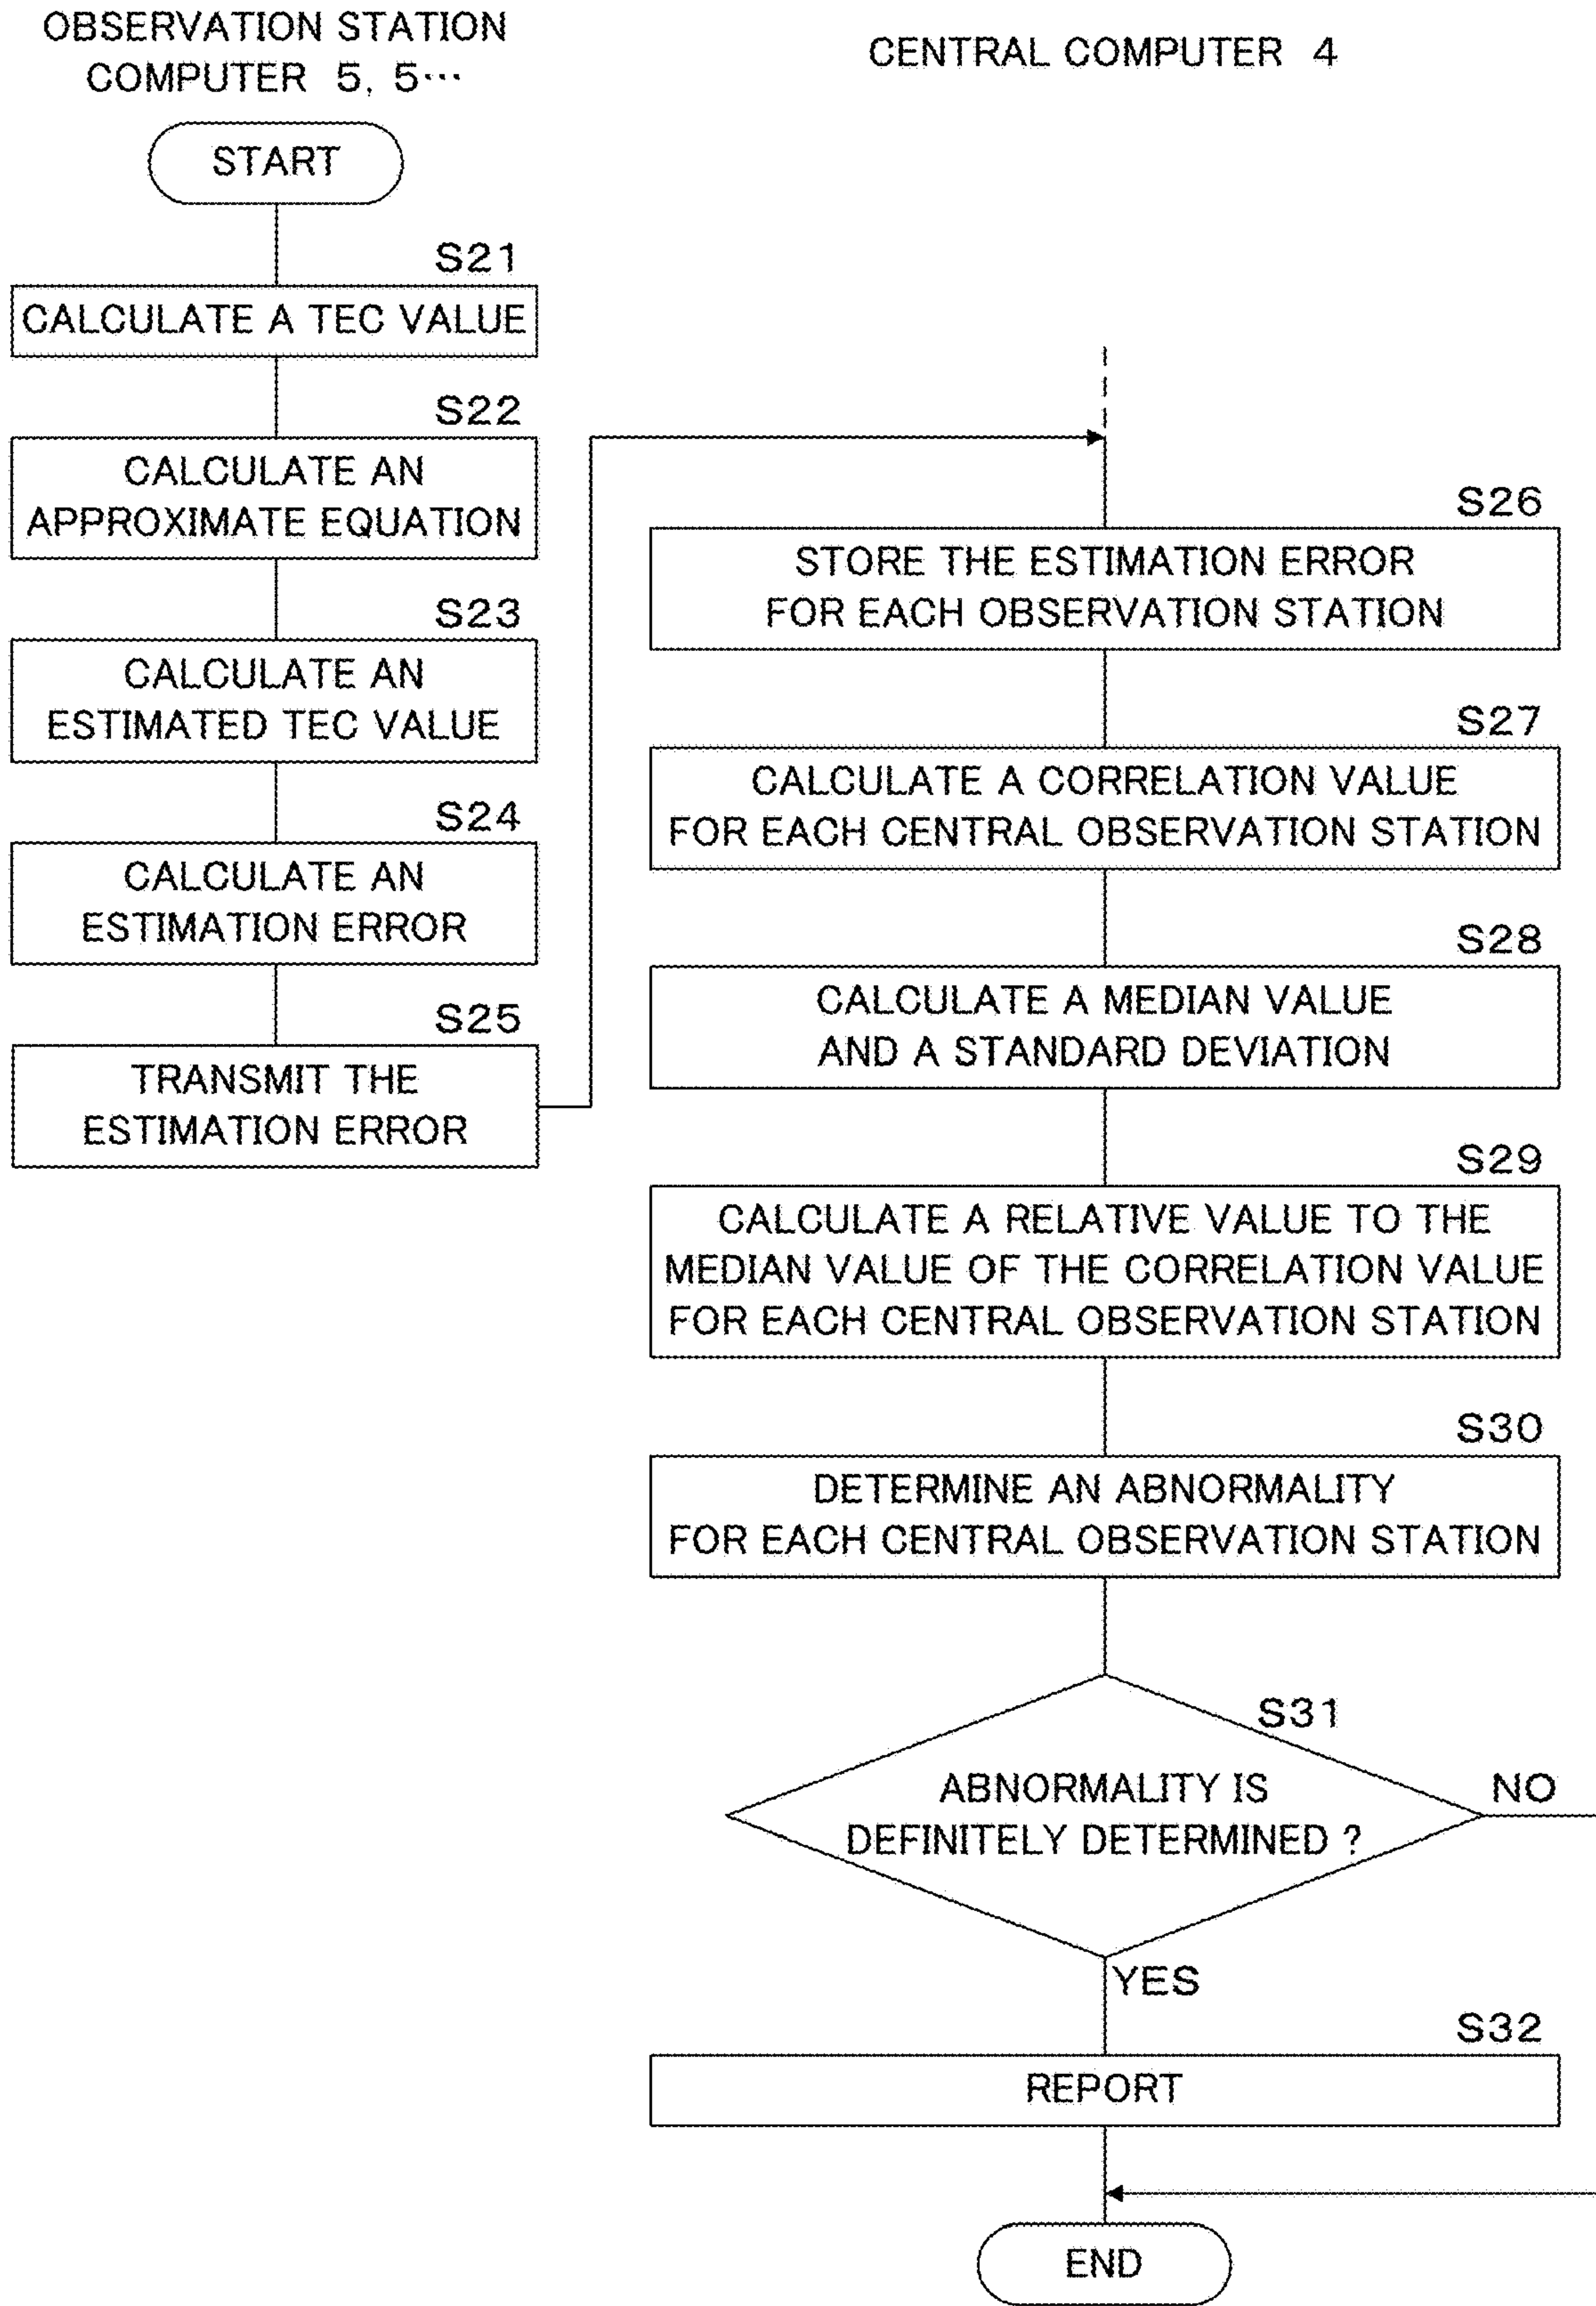 OBSERVATION STATION
COMPUTER 5, 5⋯
START
S21
CALCULATE A TEC VALUE
S22
CALCULATE AN
APPROXIMATE EQUATION
S23
CALCULATE AN
ESTIMATED TEC VALUE
S24
CALCULATE AN
ESTIMATION ERROR
S25
TRANSMIT THE
ESTIMATION ERROR
CENTRAL COMPUTER 4
S26
STORE THE ESTIMATION ERROR
FOR EACH OBSERVATION STATION
S27
CALCULATE A CORRELATION VALUE
FOR EACH CENTRAL OBSERVATION STATION
S28
CALCULATE A MEDIAN VALUE
AND A STANDARD DEVIATION
S29
CALCULATE A RELATIVE VALUE TO THE
MEDIAN VALUE OF THE CORRELATION VALUE
FOR EACH CENTRAL OBSERVATION STATION
S30
DETERMINE AN ABNORMALITY
FOR EACH CENTRAL OBSERVATION STATION
S31
ABNORMALITY IS
DEFINITELY DETERMINED ?
NO
YES
S32
REPORT
END